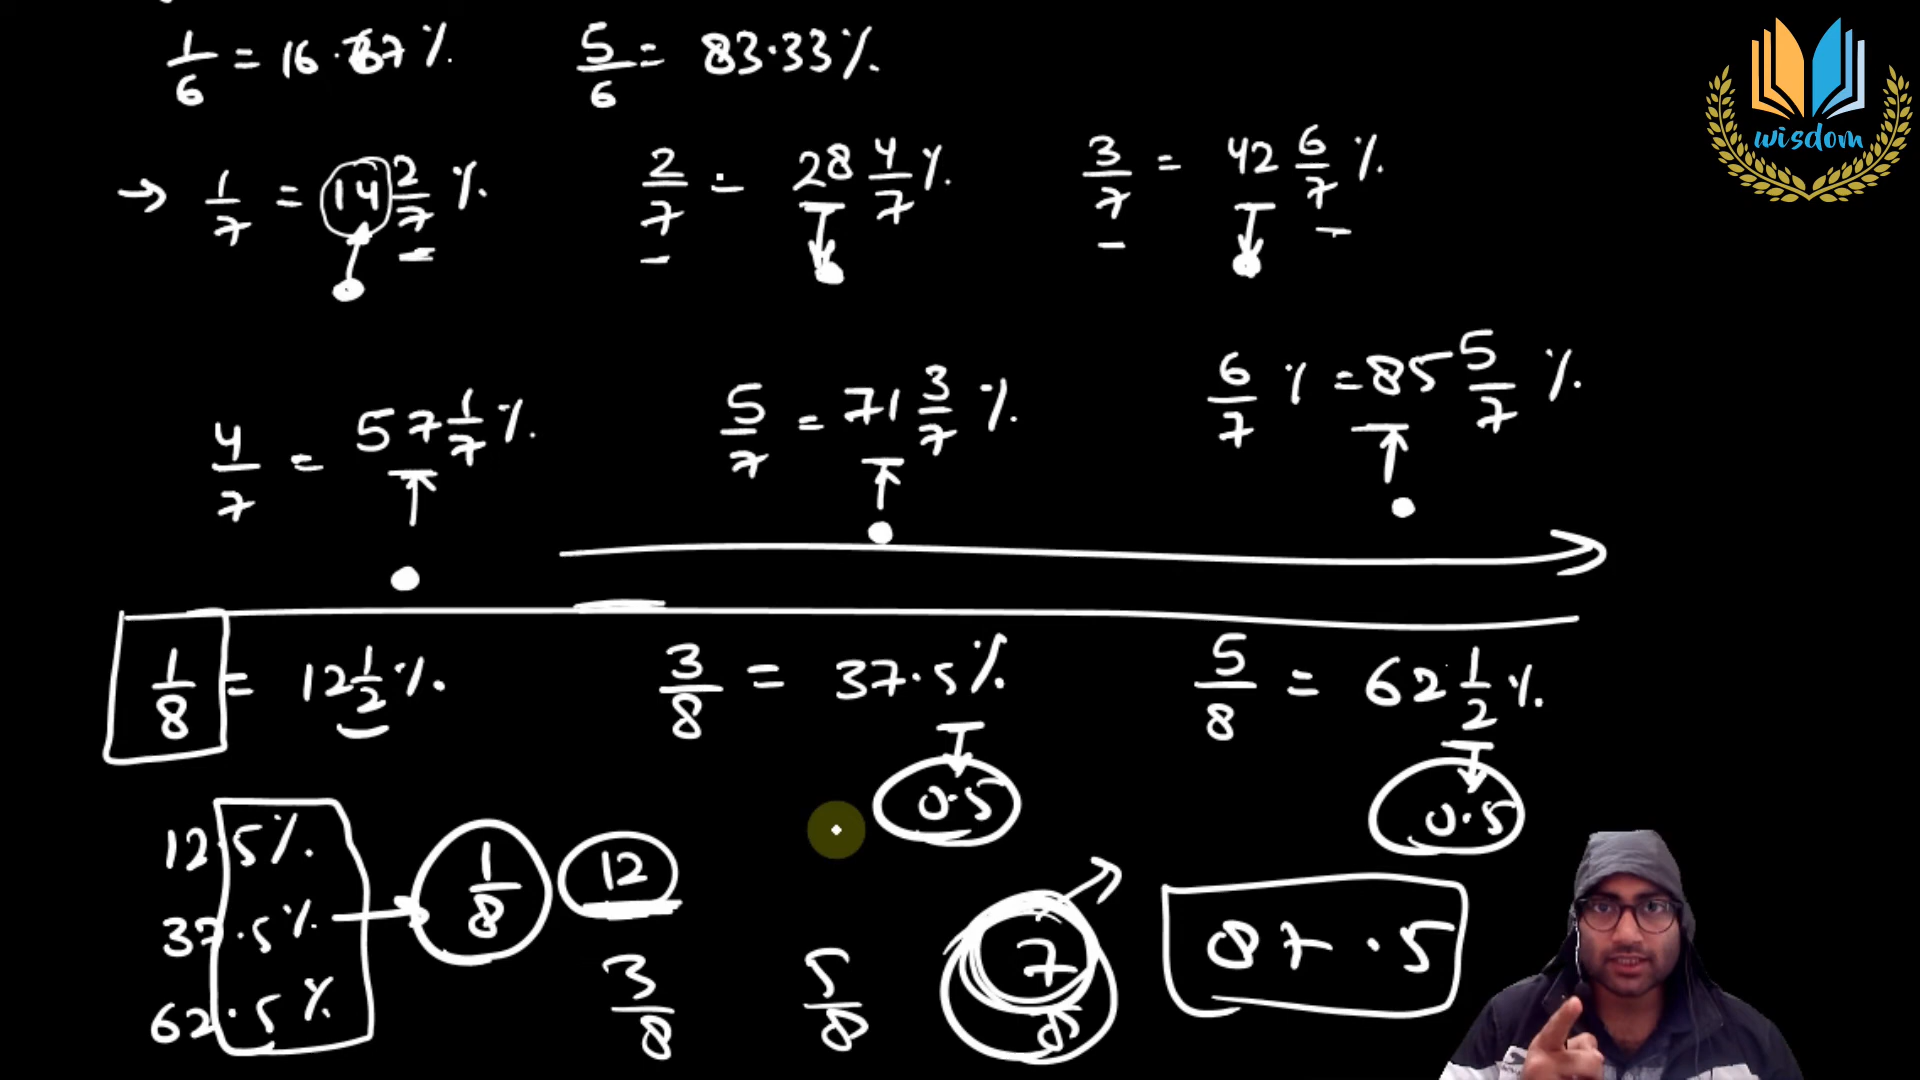 1/6 = 16.67%   5/6 = 83.33%
wisdom
→ 1/7 = 14 2/7 %   2/7 = 28 4/7 %   3/7 = 42 6/7 %
4/7 = 57 1/7 %   5/7 = 71 3/7 %   6/7 % = 85 5/7 %
1/8 = 12 1/2 %   3/8 = 37.5%   5/8 = 62 1/2 %
0.5   0.5
12.5%   1/8   12
37.5%
62.5%   3/8   5/8   7/8   87.5